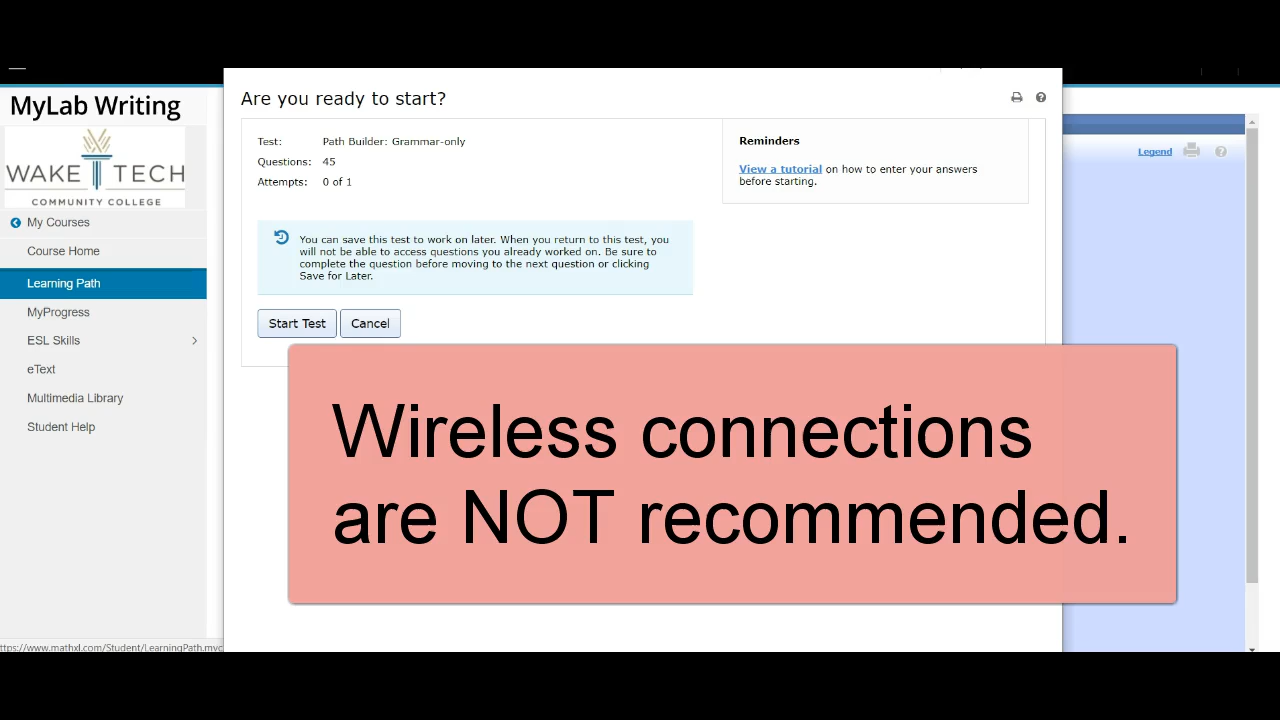 MyLab Writing
WAKE TECH
COMMUNITY COLLEGE
My Courses
Course Home
Learning Path
MyProgress
ESL Skills
eText
Multimedia Library
Student Help
ttps://www.mathxl.com/Student/LearningPath.mvc
Are you ready to start?
Test: Path Builder: Grammar-only
Questions: 45
Attempts: 0 of 1
Reminders
View a tutorial on how to enter your answers
before starting.
You can save this test to work on later. When you return to this test, you
will not be able to access questions you already worked on. Be sure to
complete the question before moving to the next question or clicking
Save for Later.
Start Test Cancel
Legend
Wireless connections
are NOT recommended.